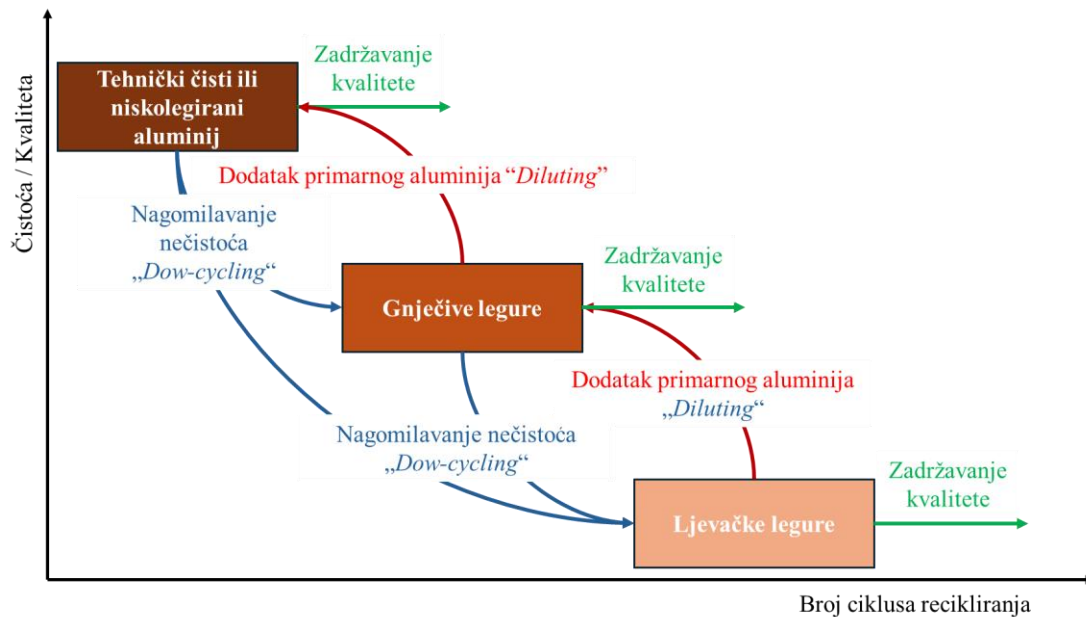 Čistoća / Kvaliteta
Tehnički čisti ili
niskolegirani
aluminij
Zadržavanje
kvalitete
Dodatak primarnog aluminija “Diluting”
Nagomilavanje
nečistoća
„Dow-cycling“
Gnječive legure
Zadržavanje
kvalitete
Dodatak primarnog aluminija
„Diluting“
Nagomilavanje nečistoća
„Dow-cycling“
Ljevačke legure
Zadržavanje
kvalitete
Broj ciklusa recikliranja